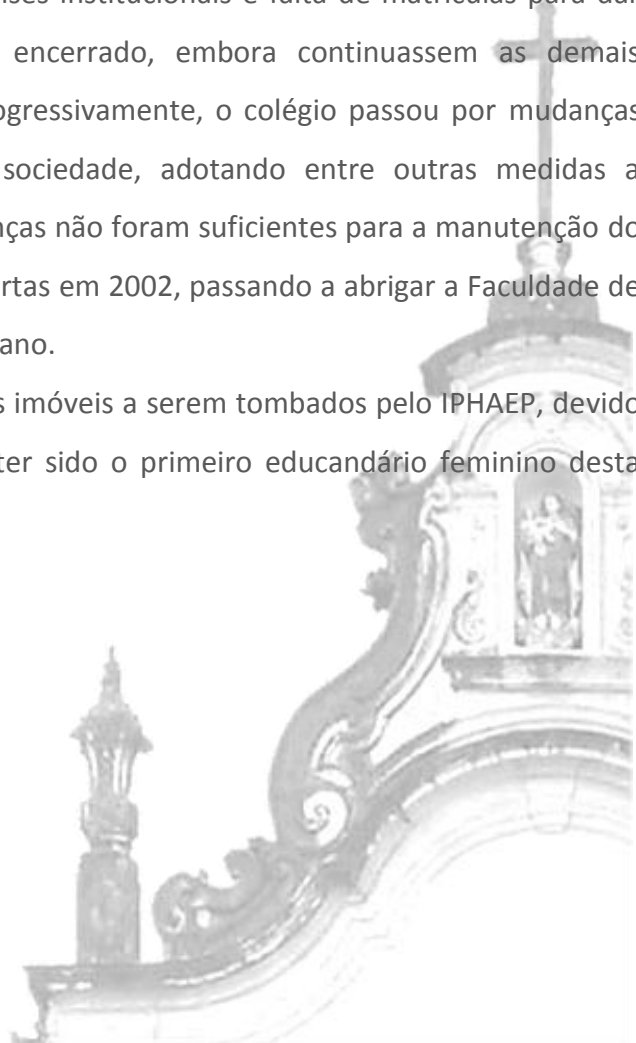 ises institucionais e falta de matrículas para dar
encerrado, embora continuassem as demais
ogressivamente, o colégio passou por mudanças
sociedade, adotando entre outras medidas a
nças não foram suficientes para a manutenção do
rtas em 2002, passando a abrigar a Faculdade de
ano.
s imóveis a serem tombados pelo IPHAEP, devido
ter sido o primeiro educandário feminino desta